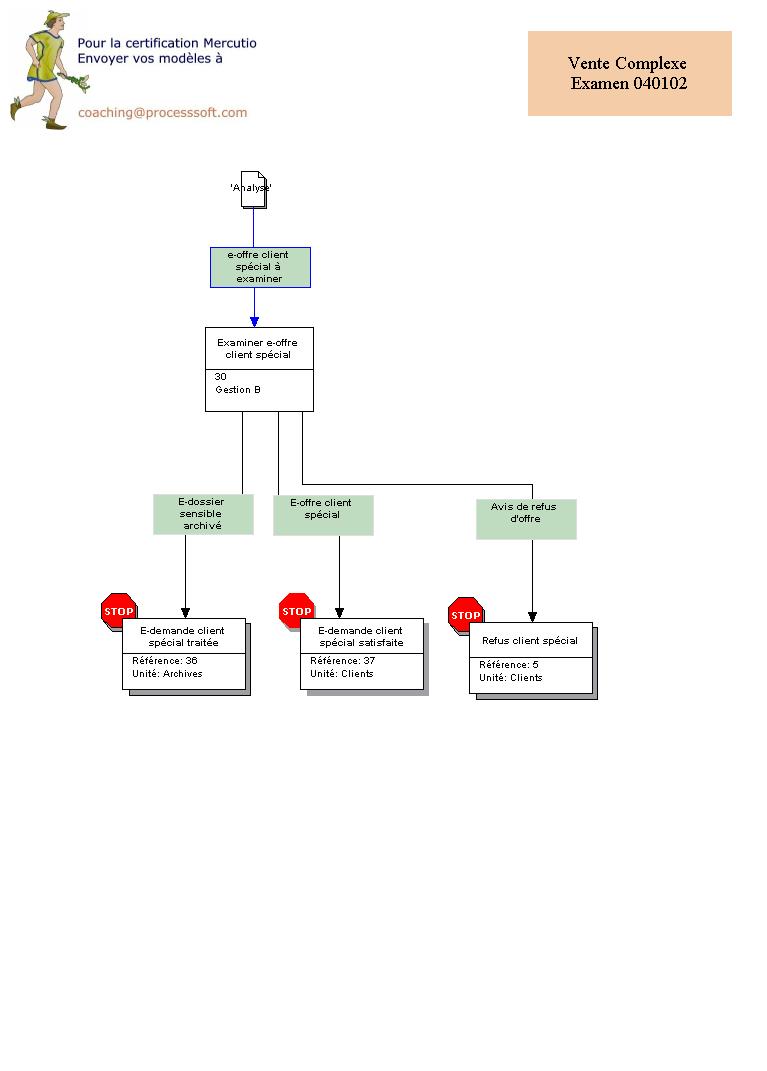 Pour la certification Mercutio
Envoyer vos modèles à
coaching@processsoft.com
Vente Complexe
Examen 040102
'Analyse'
e-offre client
spécial à
examiner
Examiner e-offre
client spécial
30
Gestion B
E-dossier
sensible
archivé
E-offre client
spécial
Avis de refus
d'offre
STOP
E-demande client
spécial traitée
Référence: 36
Unité: Archives
STOP
E-demande client
spécial satisfaite
Référence: 37
Unité: Clients
STOP
Refus client spécial
Référence: 5
Unité: Clients